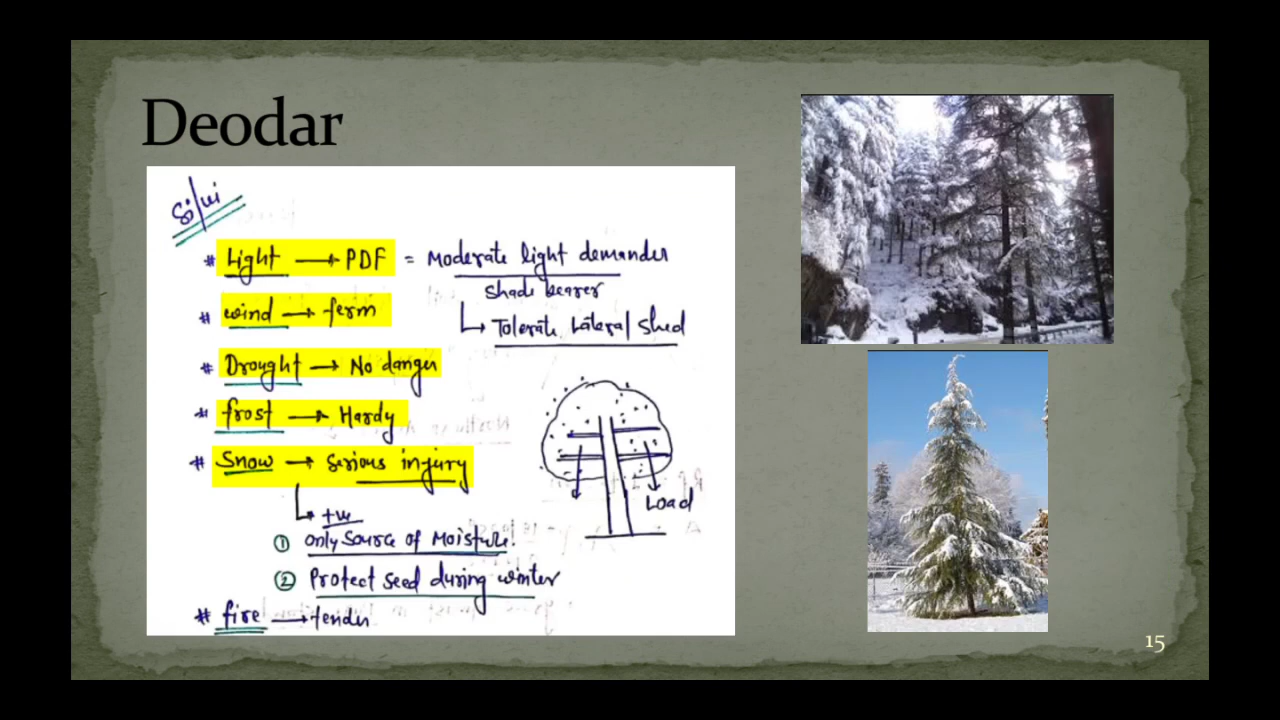 Deodar
Silvi
* Light → PDF = Moderate light demander
shade bearer
↳ Tolerate Lateral Shed
* wind → ferm
* Drought → No danger
* frost → Hardy
* Snow → Serious injury
Load
↳ +ve
① only Source of Moisture!
② Protect seed during winter
* fire → tender
15